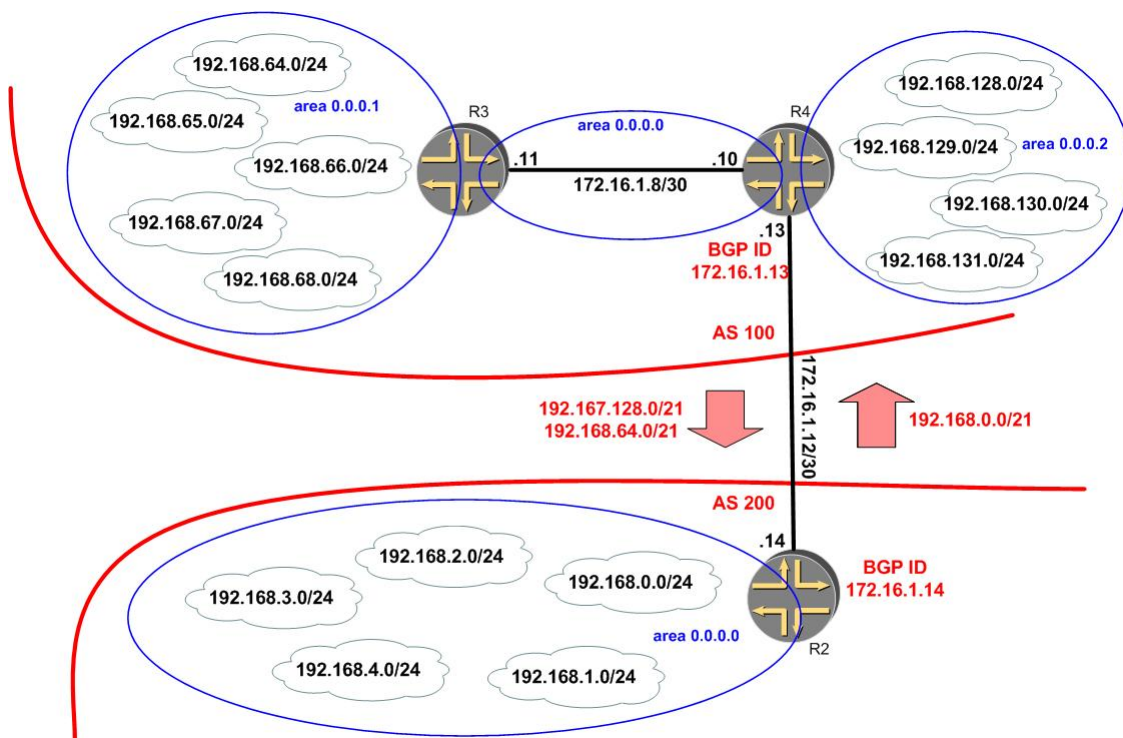 192.168.64.0/24
area 0.0.0.1
192.168.65.0/24
192.168.66.0/24
192.168.67.0/24
192.168.68.0/24
R3
.11
area 0.0.0.0
.10
172.16.1.8/30
R4
192.168.128.0/24
192.168.129.0/24
area 0.0.0.2
192.168.130.0/24
192.168.131.0/24
.13
BGP ID
172.16.1.13
AS 100
172.16.1.12/30
192.167.128.0/21
192.168.64.0/21
192.168.0.0/21
AS 200
.14
BGP ID
172.16.1.14
R2
192.168.2.0/24
192.168.0.0/24
192.168.3.0/24
area 0.0.0.0
192.168.4.0/24
192.168.1.0/24